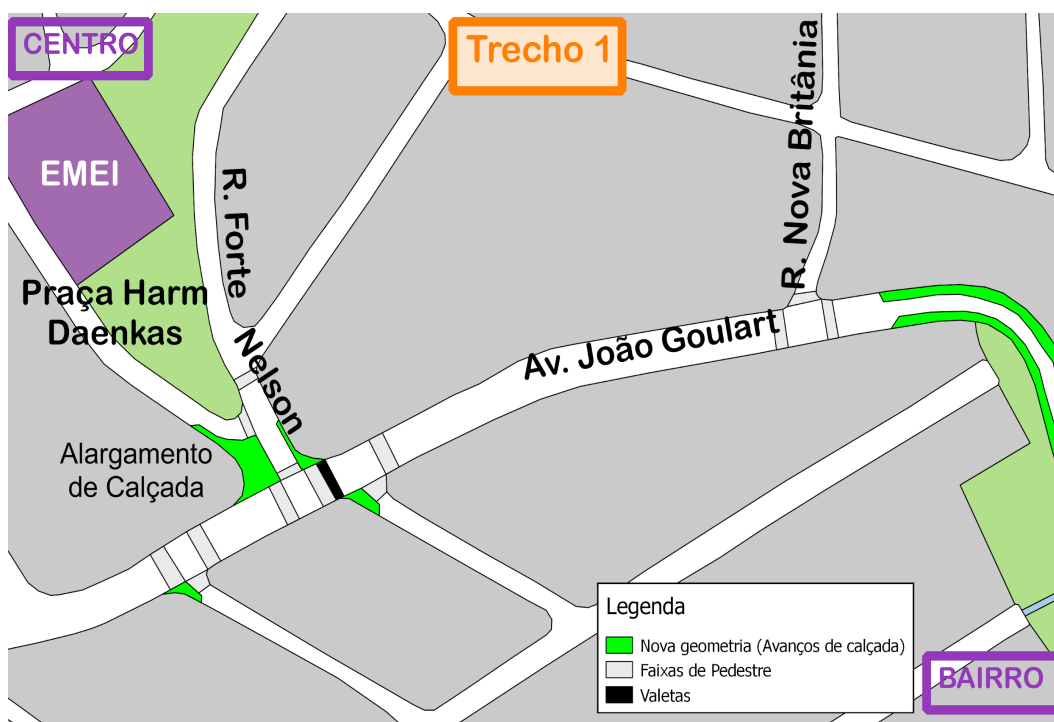 CENTRO
Trecho 1
R. Nova Britânia
EMEI
R. Forte
Nelson
Praça Harm
Daenkas
Av. João Goulart
Alargamento
de Calçada
Legenda
Nova geometria (Avanços de calçada)
Faixas de Pedestre
Valetas
BAIRRO